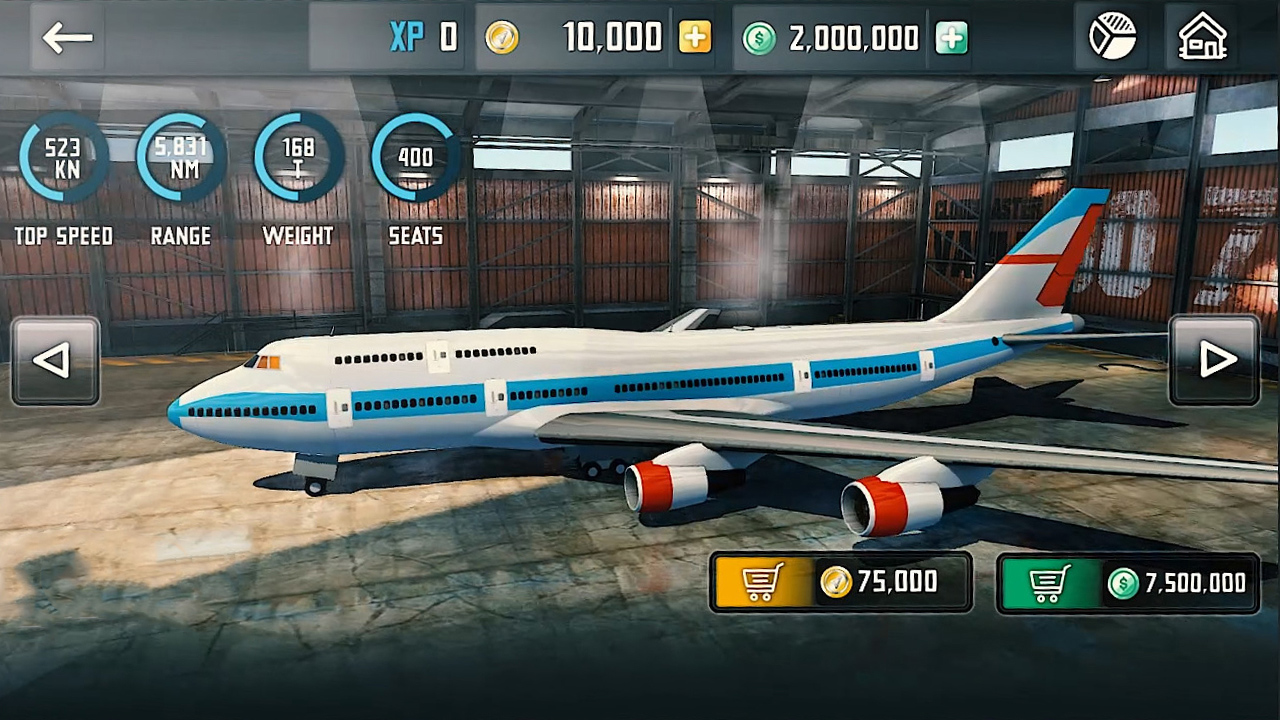 XP 0
10,000
2,000,000
523
KN
5,831
NM
168
T
400
TOP SPEED
RANGE
WEIGHT
SEATS
75,000
7,500,000